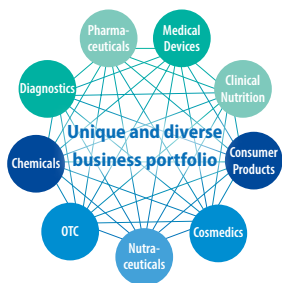 Pharma-
ceuticals
Medical
Devices
Clinical
Nutrition
Consumer
Products
Cosmedics
Nutra-
ceuticals
OTC
Chemicals
Diagnostics
Unique and diverse
business portfolio